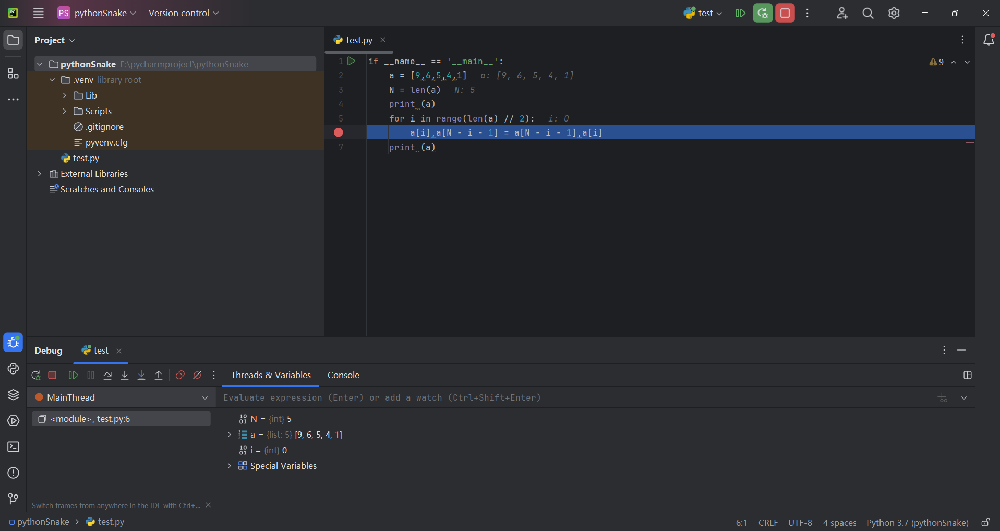 PC
PS pythonSnake Version control test
Project
pythonSnake E:\pycharmproject\pythonSnake
.venv library root
Lib
Scripts
.gitignore
pyvenv.cfg
test.py
External Libraries
Scratches and Consoles
test.py
1 if __name__ == '__main__':
2 a = [9,6,5,4,1] a: [9, 6, 5, 4, 1]
3 N = len(a) N: 5
4 print (a)
5 for i in range(len(a) // 2): i: 0
a[i],a[N - i - 1] = a[N - i - 1],a[i]
7 print (a)
9
Debug test
Threads & Variables Console
MainThread
<module>, test.py:6
Switch frames from anywhere in the IDE with Ctrl+...
Evaluate expression (Enter) or add a watch (Ctrl+Shift+Enter)
N = {int} 5
a = {list: 5} [9, 6, 5, 4, 1]
i = {int} 0
Special Variables
pythonSnake > test.py
6:1 CRLF UTF-8 4 spaces Python 3.7 (pythonSnake)